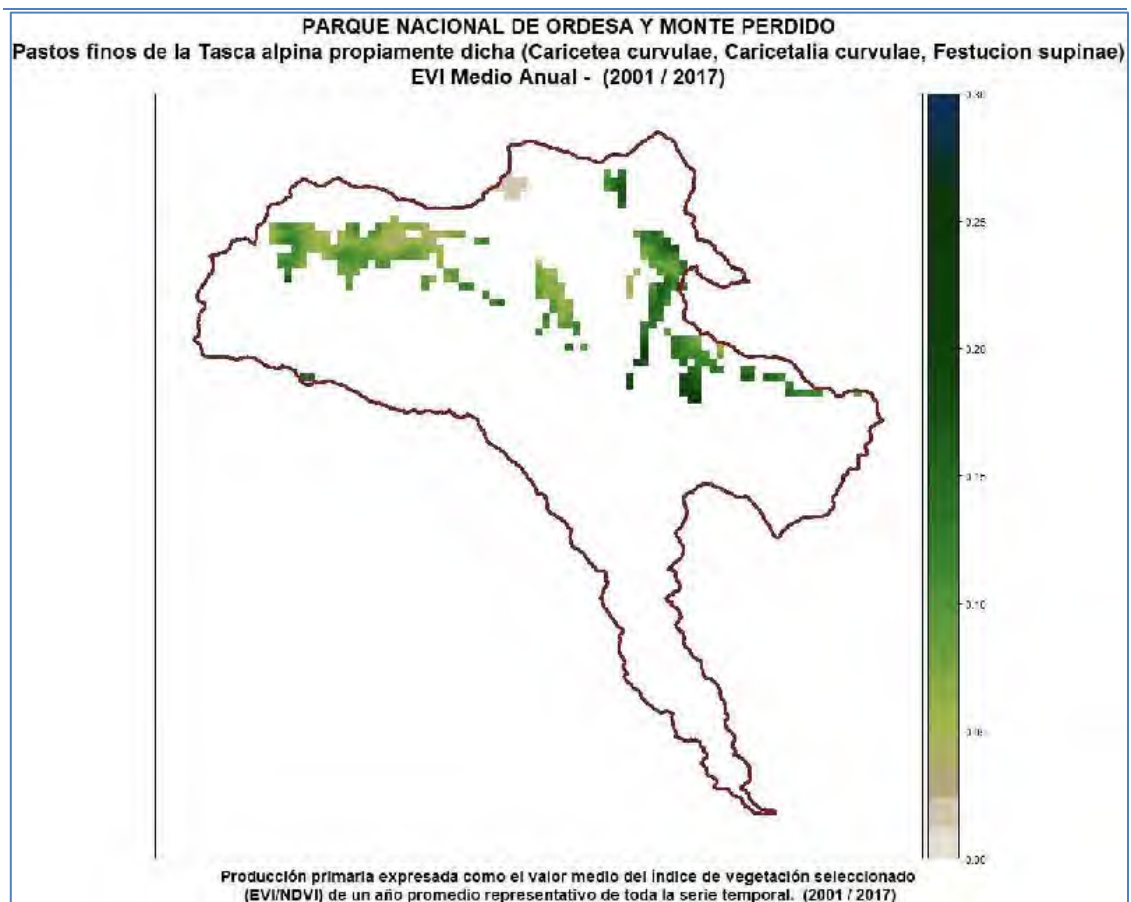 PARQUE NACIONAL DE ORDESA Y MONTE PERDIDO
Pastos finos de la Tasca alpina propiamente dicha (Caricetea curvulae, Caricetalia curvulae, Festucion supinae)
EVI Medio Anual - (2001 / 2017)
0.30
0.25
0.20
0.15
0.10
0.05
0.00
Producción primaria expresada como el valor medio del índice de vegetación seleccionado
(EVI/NDVI) de un año promedio representativo de toda la serie temporal. (2001 / 2017)